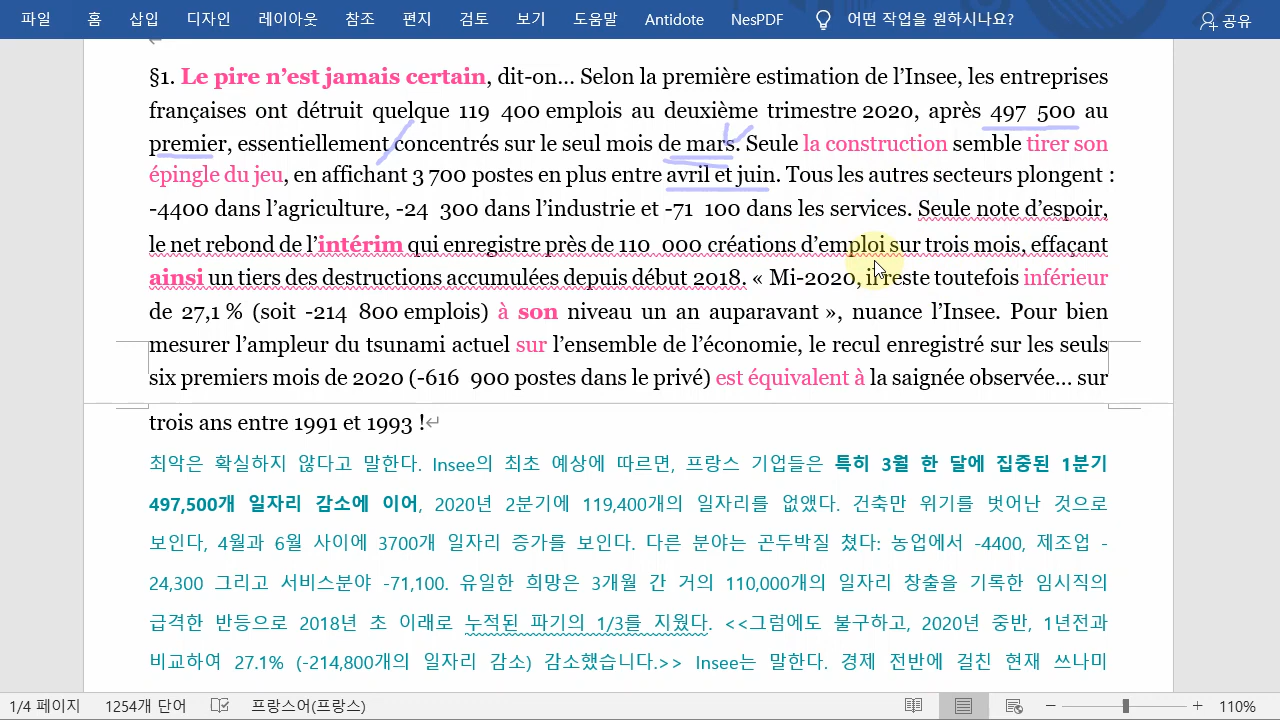 파일 홈 삽입 디자인 레이아웃 참조 편지 검토 보기 도움말 Antidote NesPDF 어떤 작업을 원하시나요? 공유
§1. Le pire n’est jamais certain, dit-on… Selon la première estimation de l’Insee, les entreprises
françaises ont détruit quelque 119 400 emplois au deuxième trimestre 2020, après 497 500 au
premier, essentiellement concentrés sur le seul mois de mars. Seule la construction semble tirer son
épingle du jeu, en affichant 3 700 postes en plus entre avril et juin. Tous les autres secteurs plongent :
-4400 dans l’agriculture, -24 300 dans l’industrie et -71 100 dans les services. Seule note d’espoir,
le net rebond de l’intérim qui enregistre près de 110 000 créations d’emploi sur trois mois, effaçant
ainsi un tiers des destructions accumulées depuis début 2018. « Mi-2020, il reste toutefois inférieur
de 27,1 % (soit -214 800 emplois) à son niveau un an auparavant », nuance l’Insee. Pour bien
mesurer l’ampleur du tsunami actuel sur l’ensemble de l’économie, le recul enregistré sur les seuls
six premiers mois de 2020 (-616 900 postes dans le privé) est équivalent à la saignée observée… sur
trois ans entre 1991 et 1993 !↵
최악은 확실하지 않다고 말한다. Insee의 최초 예상에 따르면, 프랑스 기업들은 특히 3월 한 달에 집중된 1분기
497,500개 일자리 감소에 이어, 2020년 2분기에 119,400개의 일자리를 없앴다. 건축만 위기를 벗어난 것으로
보인다, 4월과 6월 사이에 3700개 일자리 증가를 보인다. 다른 분야는 곤두박질 쳤다: 농업에서 -4400, 제조업 -
24,300 그리고 서비스분야 -71,100. 유일한 희망은 3개월 간 거의 110,000개의 일자리 창출을 기록한 임시직의
급격한 반등으로 2018년 초 이래로 누적된 파기의 1/3를 지웠다. <<그럼에도 불구하고, 2020년 중반, 1년전과
비교하여 27.1% (-214,800개의 일자리 감소) 감소했습니다.>> Insee는 말한다. 경제 전반에 걸친 현재 쓰나미
1/4 페이지 1254개 단어 프랑스어(프랑스) 110%